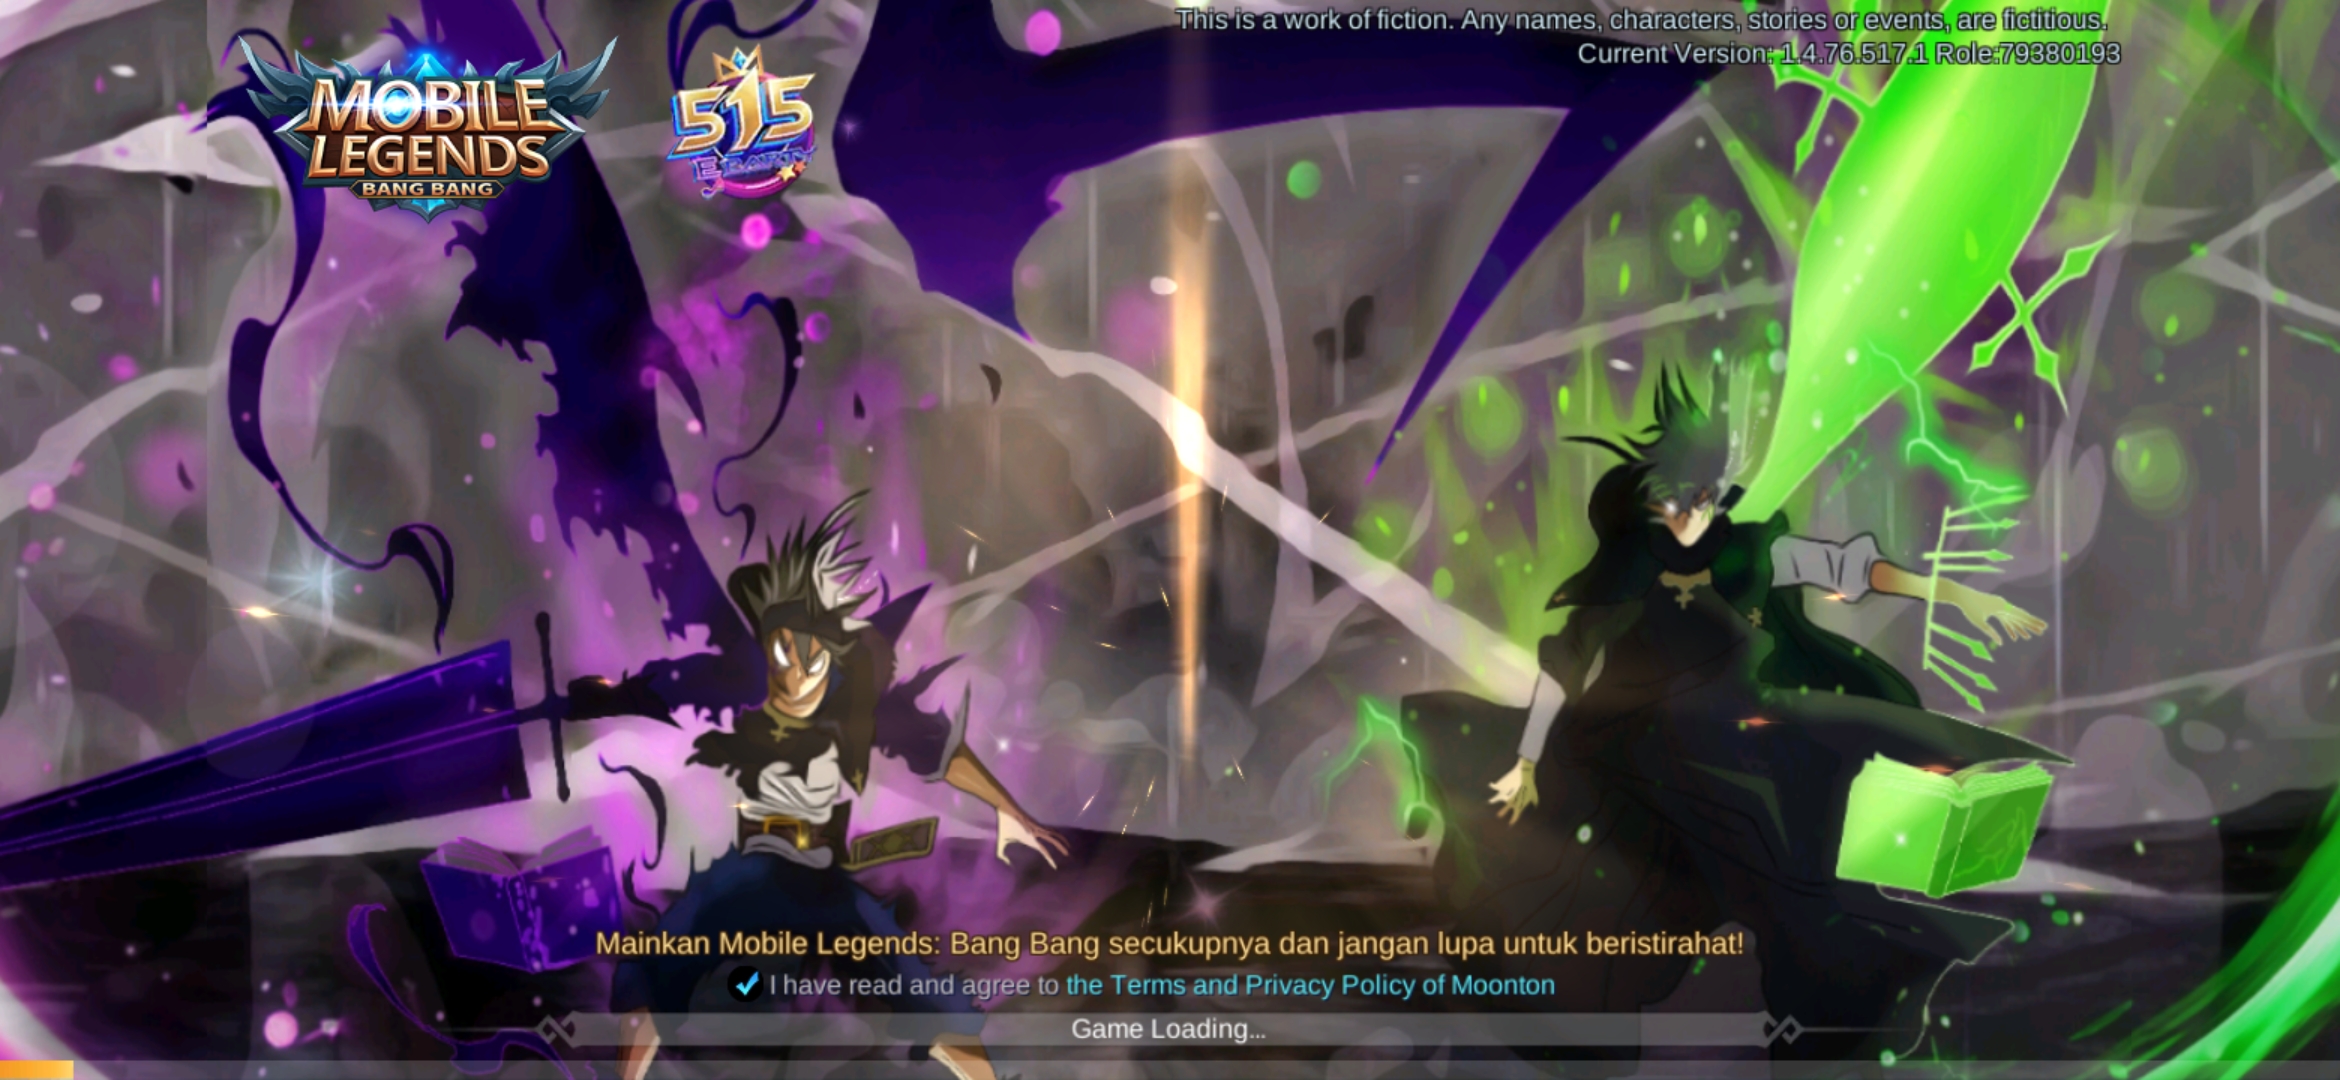 This is a work of fiction. Any names, characters, stories or events, are fictitious.
Current Version: 1.4.76.517.1 Role:79380193
MOBILE
LEGENDS
BANG BANG
515
E PARTY
Mainkan Mobile Legends: Bang Bang secukupnya dan jangan lupa untuk beristirahat!
I have read and agree to the Terms and Privacy Policy of Moonton
Game Loading...